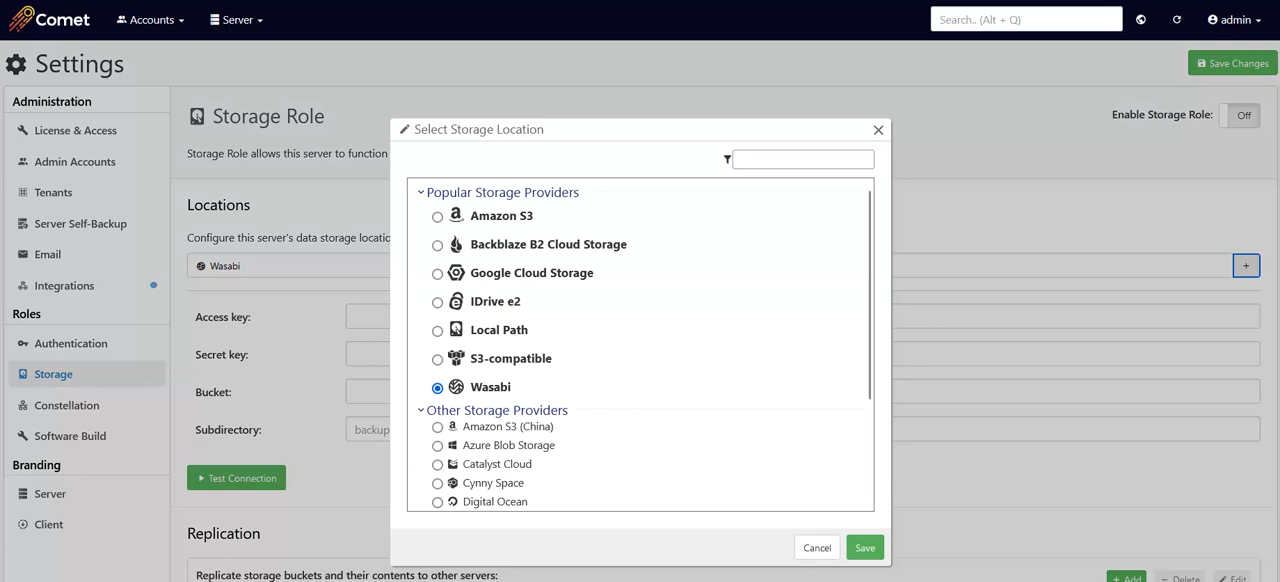 Comet Accounts Server Search.. (Alt + Q) admin
Settings Save Changes
Administration
License & Access
Admin Accounts
Tenants
Server Self-Backup
Email
Integrations
Roles
Authentication
Storage
Constellation
Software Build
Branding
Server
Client
Storage Role Enable Storage Role: Off
Storage Role allows this server to function
Locations
Configure this server's data storage locatio
Wasabi +
Access key:
Secret key:
Bucket:
Subdirectory: backup
Test Connection
Replication
Replicate storage buckets and their contents to other servers:
+ Add − Delete Edit
Select Storage Location
Popular Storage Providers
Amazon S3
Backblaze B2 Cloud Storage
Google Cloud Storage
IDrive e2
Local Path
S3-compatible
Wasabi
Other Storage Providers
Amazon S3 (China)
Azure Blob Storage
Catalyst Cloud
Cynny Space
Digital Ocean
Cancel Save